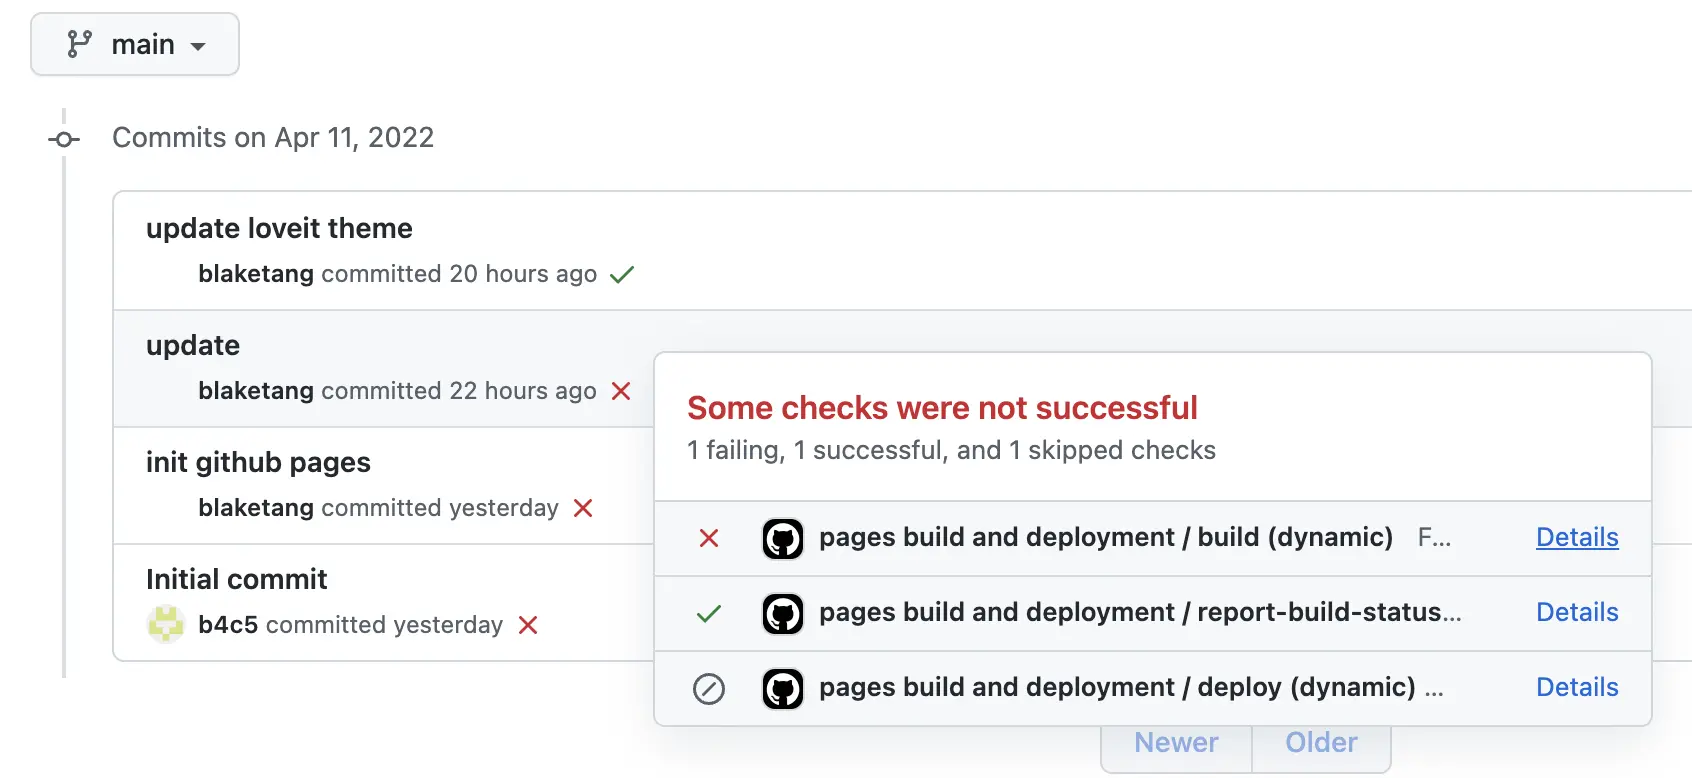 main
Commits on Apr 11, 2022
update loveit theme
blaketang committed 20 hours ago
update
blaketang committed 22 hours ago
init github pages
blaketang committed yesterday
Initial commit
b4c5 committed yesterday
Some checks were not successful
1 failing, 1 successful, and 1 skipped checks
pages build and deployment / build (dynamic) F... Details
pages build and deployment / report-build-status... Details
pages build and deployment / deploy (dynamic) ... Details
Newer Older